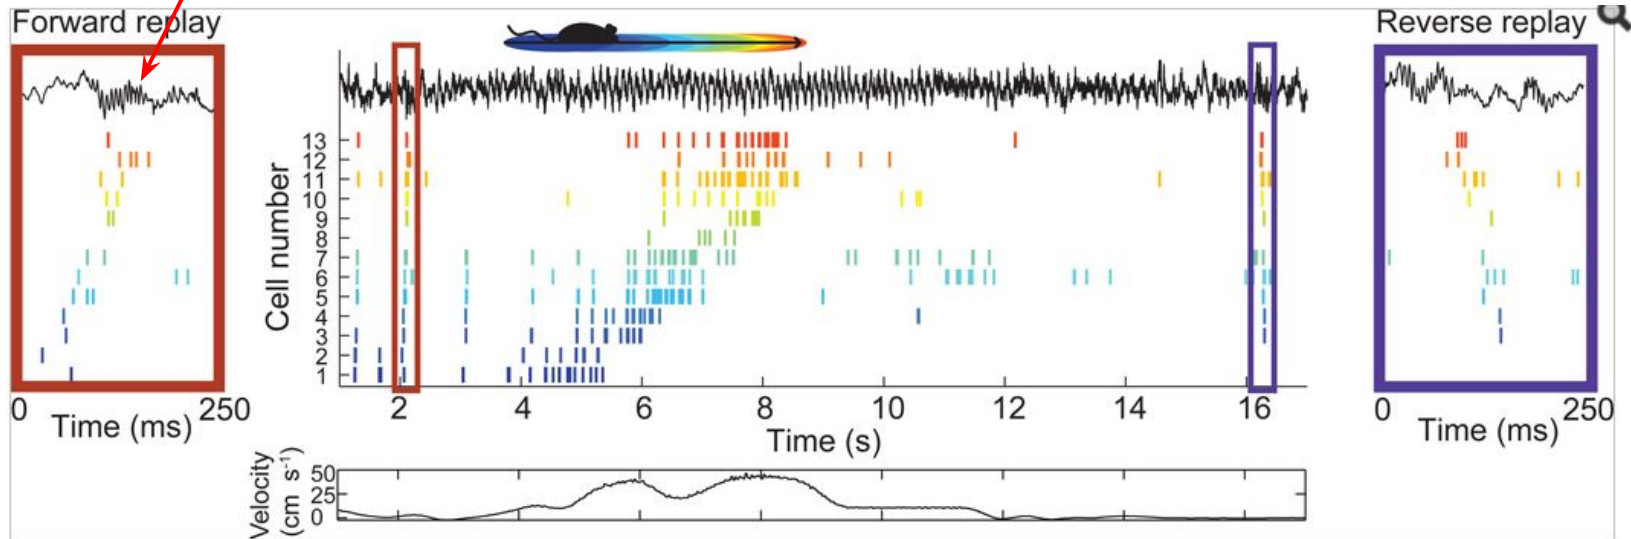 Forward replay
Reverse replay
Cell number
13
12
11
10
9
8
7
6
5
4
3
2
1
0 250
Time (ms)
2 4 6 8 10 12 14 16
Time (s)
0 250
Time (ms)
Velocity
(cm s⁻¹)
50
25
0